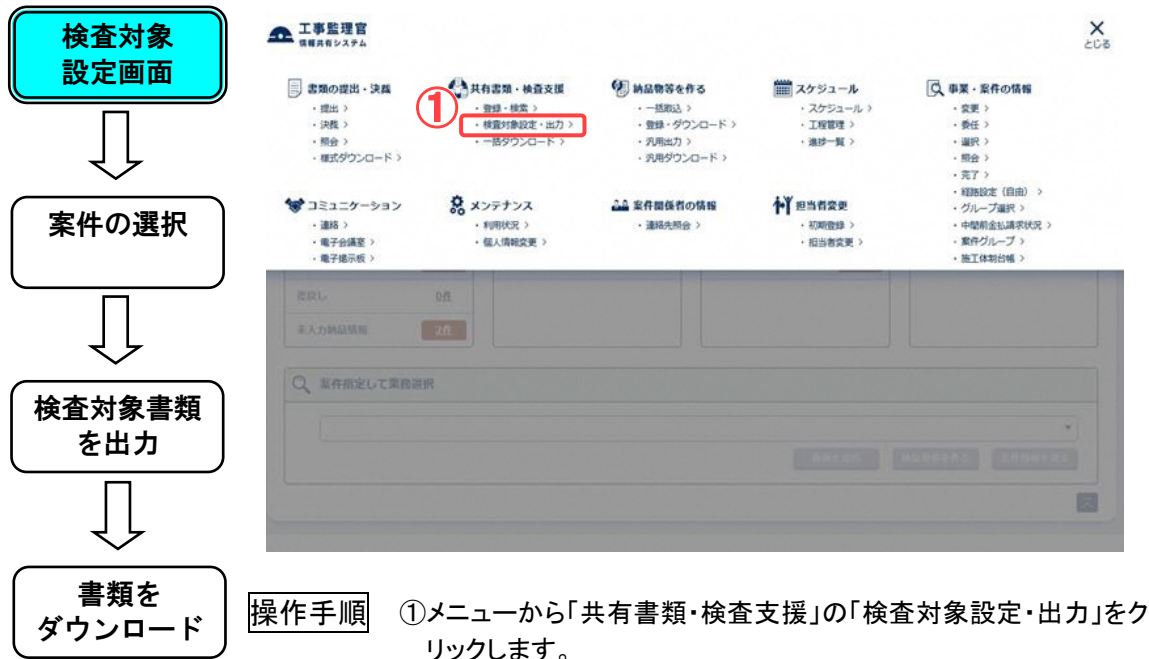 検査対象
設定画面
案件の選択
検査対象書類
を出力
書類を
ダウンロード
工事監理官
情報共有システム
とじる
書類の提出・決裁
・提出 >
・決裁 >
・照会 >
・様式ダウンロード >
①
共有書類・検査支援
・登録・検索 >
・検査対象設定・出力 >
・一括ダウンロード >
納品物等を作る
・一括取込 >
・登録・ダウンロード >
・汎用出力 >
・汎用ダウンロード >
スケジュール
・スケジュール >
・工程管理 >
・進捗一覧 >
事業・案件の情報
・変更 >
・委任 >
・選択 >
・照会 >
・完了 >
・経路設定（自由） >
・グループ選択 >
・中間前金払請求状況 >
・案件グループ >
・施工体制台帳 >
コミュニケーション
・連絡 >
・電子会議室 >
・電子掲示板 >
メンテナンス
・利用状況 >
・個人情報変更 >
案件関係者の情報
・連絡先照会 >
担当者変更
・初期登録 >
・担当者変更 >
差戻し 0件
未入力納品情報 2件
案件指定して業務選択
納品物等を作る
操作手順 ①メニューから「共有書類・検査支援」の「検査対象設定・出力」をク
リックします。